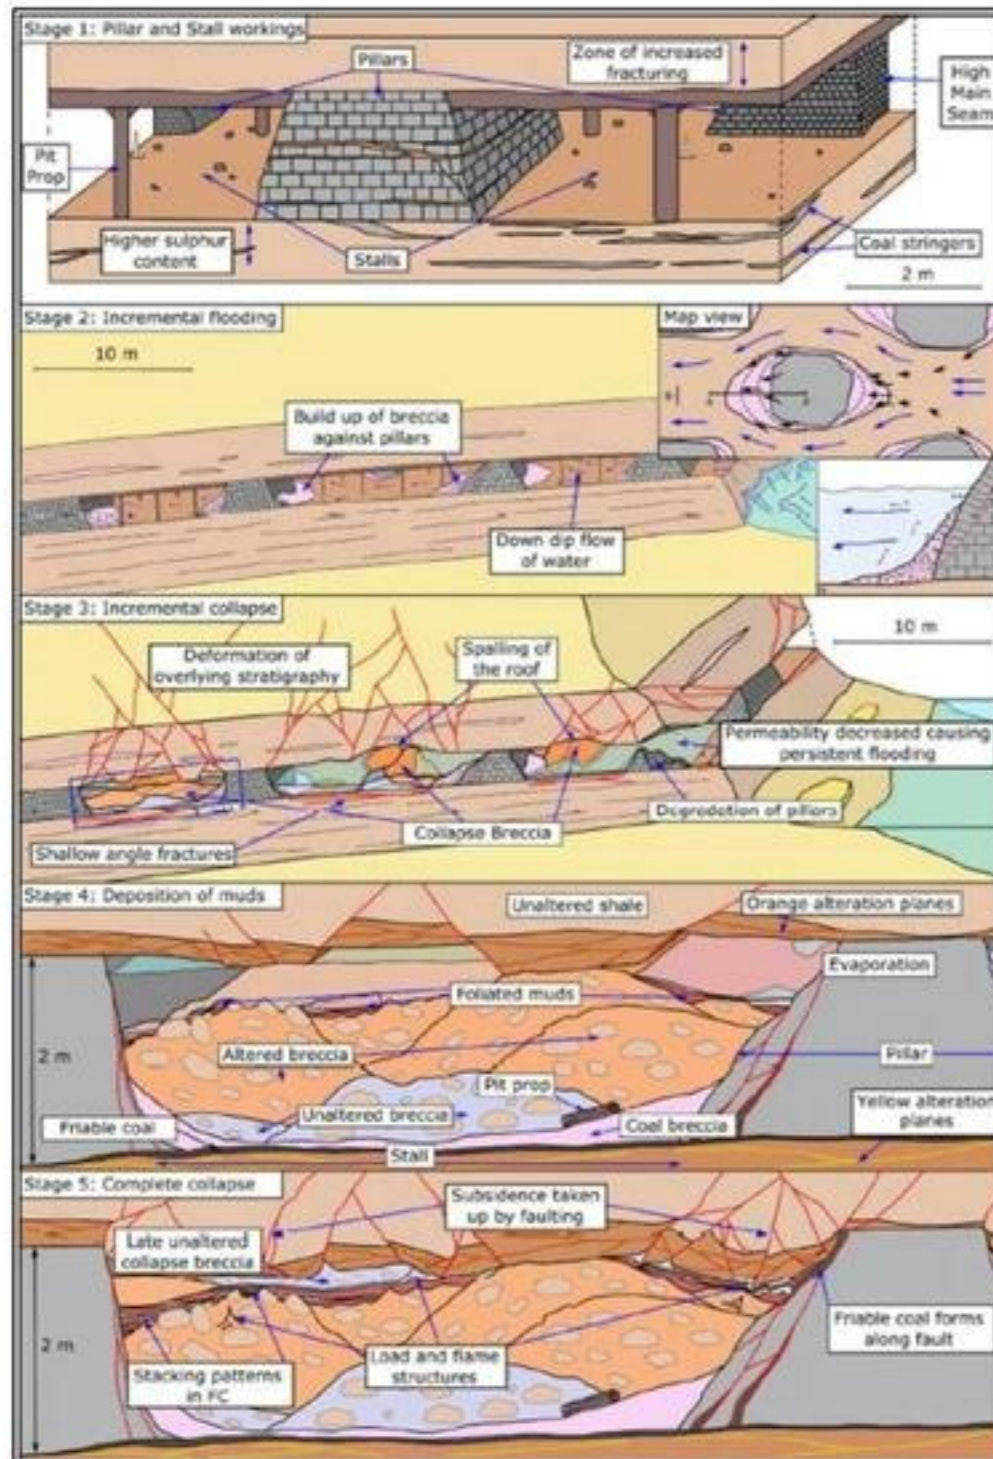 Stage 1: Pillar and Stall workings
Pillars
Zone of increased
fracturing
High
Main
Seam
Pit
Prop
Higher sulphur
content
Stalls
Coal stringers
2 m
Stage 2: Incremental flooding
Map view
10 m
Build up of breccia
against pillars
Down dip flow
of water
Stage 3: Incremental collapse
10 m
Deformation of
overlying stratigraphy
Spalling of
the roof
Permeability decreased causing
persistent flooding
Degredation of pillars
Collapse Breccia
Shallow angle fractures
Stage 4: Deposition of muds
Unaltered shale
Orange alteration planes
Evaporation
Foliated muds
2 m
Altered breccia
Pillar
Pit prop
Unaltered breccia
Yellow alteration
planes
Friable coal
Coal breccia
Stall
Stage 5: Complete collapse
Subsidence taken
up by faulting
Late unaltered
collapse breccia
2 m
Friable coal forms
along fault
Load and flame
structures
Stacking patterns
in FC